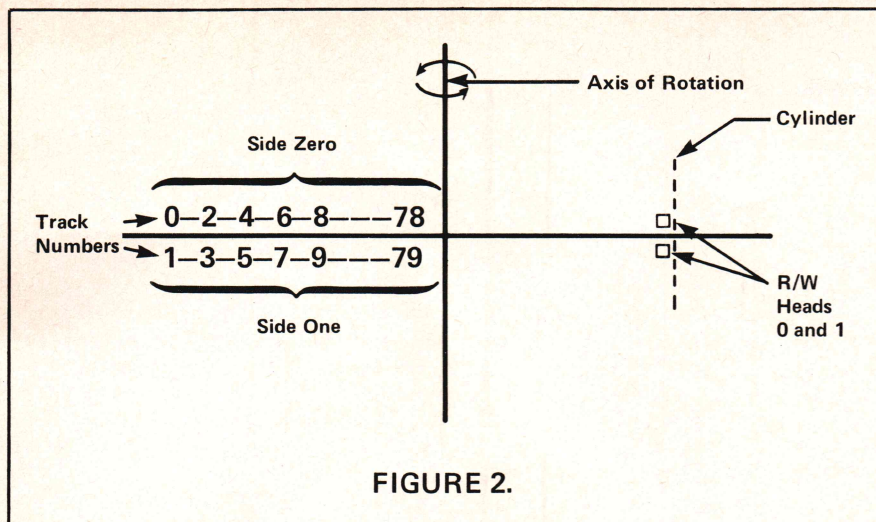 Axis of Rotation
Cylinder
Side Zero
Track
Numbers
0–2–4–6–8–––78
1–3–5–7–9–––79
Side One
R/W
Heads
0 and 1
FIGURE 2.